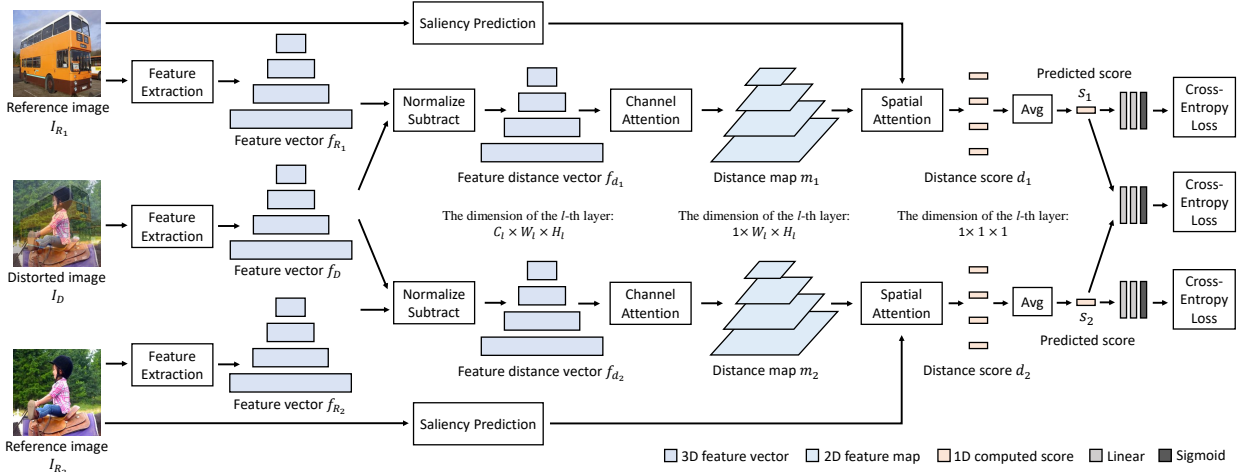 Saliency Prediction
Reference image
I_{R_1}
Feature
Extraction
Feature vector f_{R_1}
Normalize
Subtract
Feature distance vector f_{d_1}
Channel
Attention
Distance map m_1
Spatial
Attention
Distance score d_1
Avg
Predicted score
s_1
Cross-
Entropy
Loss
Distorted image
I_D
Feature
Extraction
Feature vector f_D
The dimension of the l-th layer:
C_l × W_l × H_l
The dimension of the l-th layer:
1 × W_l × H_l
The dimension of the l-th layer:
1 × 1 × 1
Cross-
Entropy
Loss
Reference image
I_{R_2}
Feature
Extraction
Feature vector f_{R_2}
Normalize
Subtract
Feature distance vector f_{d_2}
Channel
Attention
Distance map m_2
Spatial
Attention
Distance score d_2
Avg
s_2
Predicted score
Cross-
Entropy
Loss
Saliency Prediction
3D feature vector
2D feature map
1D computed score
Linear
Sigmoid